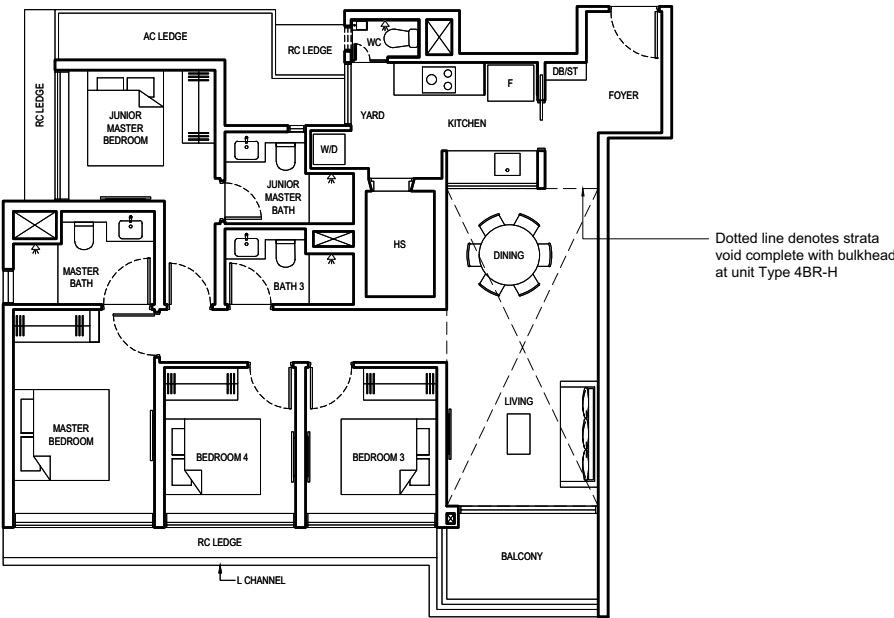 AC LEDGE
RC LEDGE
WC
DB/ST
F
FOYER
RC LEDGE
JUNIOR
MASTER
BEDROOM
YARD
KITCHEN
W/D
JUNIOR
MASTER
BATH
HS
DINING
Dotted line denotes strata
void complete with bulkhead
at unit Type 4BR-H
MASTER
BATH
BATH 3
LIVING
MASTER
BEDROOM
BEDROOM 4
BEDROOM 3
RC LEDGE
BALCONY
L CHANNEL